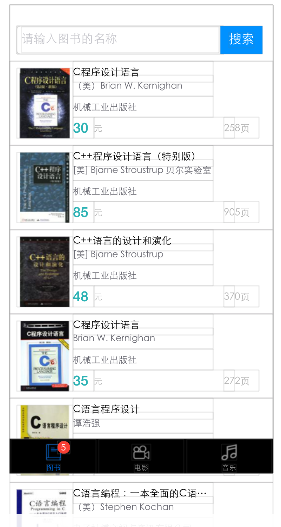 请输入图书的名称
搜索
C程序设计语言
（美）Brian W. Kernighan
机械工业出版社
30 元
258页
C++程序设计语言（特别版）
[美] Bjarne Stroustrup 贝尔实验室
机械工业出版社
85 元
905页
C++语言的设计和演化
[美] Bjarne Stroustrup
机械工业出版社
48 元
370页
C程序设计语言
Brian W. Kernighan
机械工业出版社
35 元
272页
C语言程序设计
谭浩强
5
图书
电影
音乐
C语言编程：一本全面的C语…
（美）Stephen Kochan